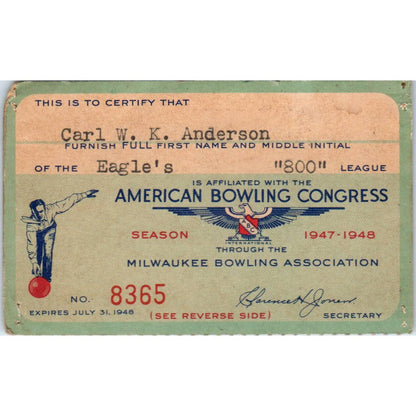 THIS IS TO CERTIFY THAT
Carl W. K. Anderson
FURNISH FULL FIRST NAME AND MIDDLE INITIAL
OF THE Eagle's "800" LEAGUE
IS AFFILIATED WITH THE
AMERICAN BOWLING CONGRESS
ABC
SEASON INTERNATIONAL 1947-1948
THROUGH THE
MILWAUKEE BOWLING ASSOCIATION
NO. 8365 Clarence H. Jonen
EXPIRES JULY 31, 1948 (SEE REVERSE SIDE) SECRETARY